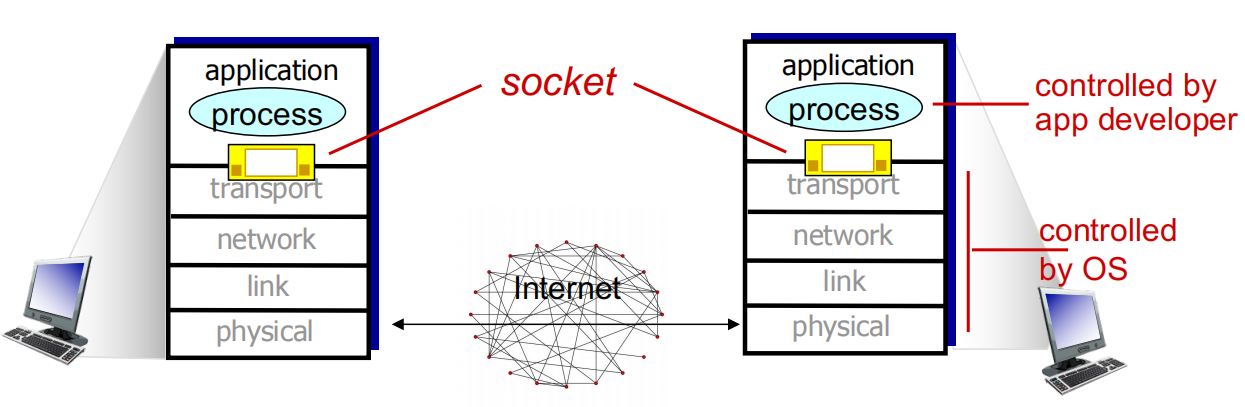 application
process
transport
network
link
physical
socket
Internet
application
process
transport
network
link
physical
controlled by
app developer
controlled
by OS